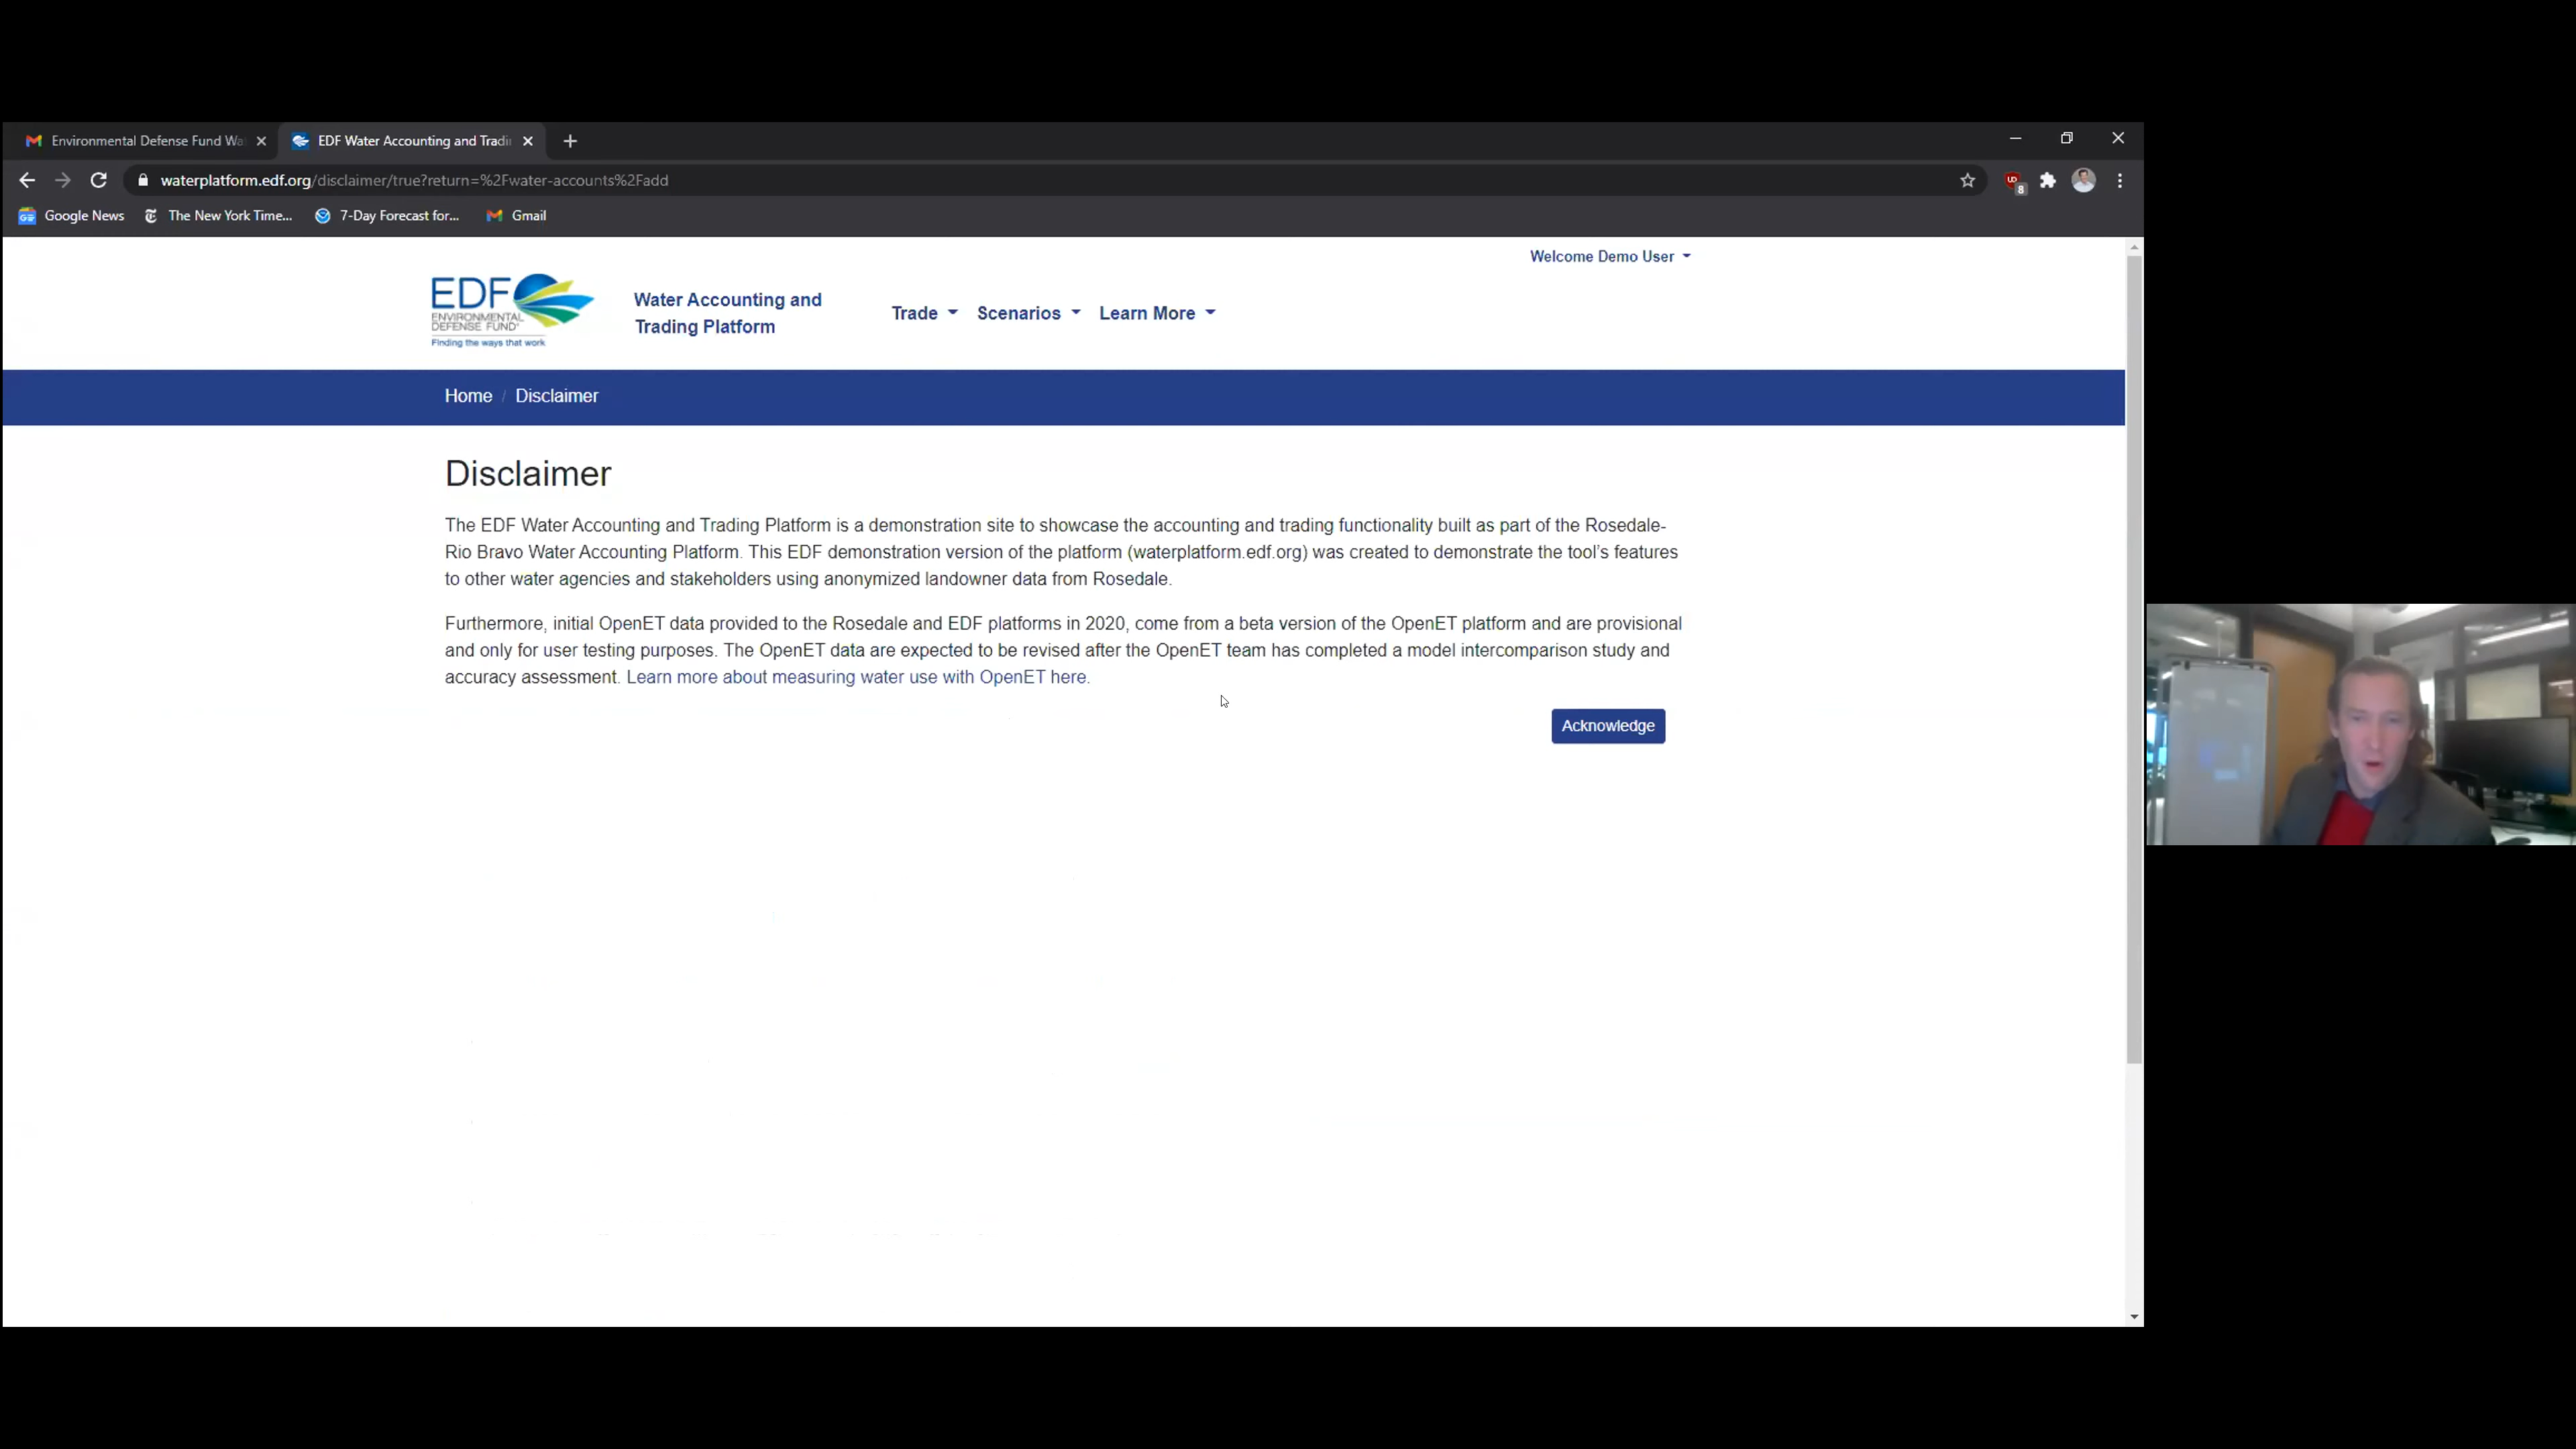 Environmental Defense Fund Wa
EDF Water Accounting and Tradi
waterplatform.edf.org/disclaimer/true?return=%2Fwater-accounts%2Fadd
UD
8
Google News
The New York Time...
7-Day Forecast for...
Gmail
Welcome Demo User
EDF
ENVIRONMENTAL
DEFENSE FUND
Finding the ways that work
Water Accounting and
Trading Platform
Trade
Scenarios
Learn More
Home / Disclaimer
Disclaimer
The EDF Water Accounting and Trading Platform is a demonstration site to showcase the accounting and trading functionality built as part of the Rosedale-
Rio Bravo Water Accounting Platform. This EDF demonstration version of the platform (waterplatform.edf.org) was created to demonstrate the tool's features
to other water agencies and stakeholders using anonymized landowner data from Rosedale.
Furthermore, initial OpenET data provided to the Rosedale and EDF platforms in 2020, come from a beta version of the OpenET platform and are provisional
and only for user testing purposes. The OpenET data are expected to be revised after the OpenET team has completed a model intercomparison study and
accuracy assessment. Learn more about measuring water use with OpenET here.
Acknowledge